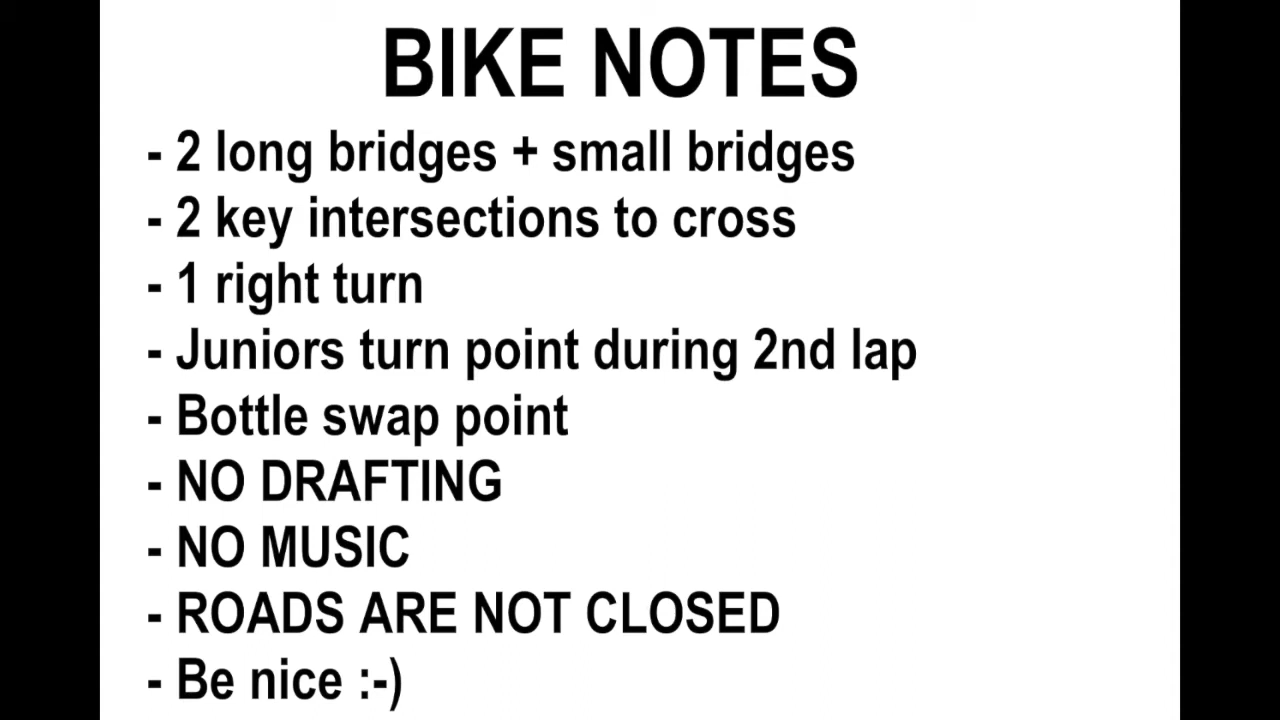 BIKE NOTES
- 2 long bridges + small bridges
- 2 key intersections to cross
- 1 right turn
- Juniors turn point during 2nd lap
- Bottle swap point
- NO DRAFTING
- NO MUSIC
- ROADS ARE NOT CLOSED
- Be nice :-)